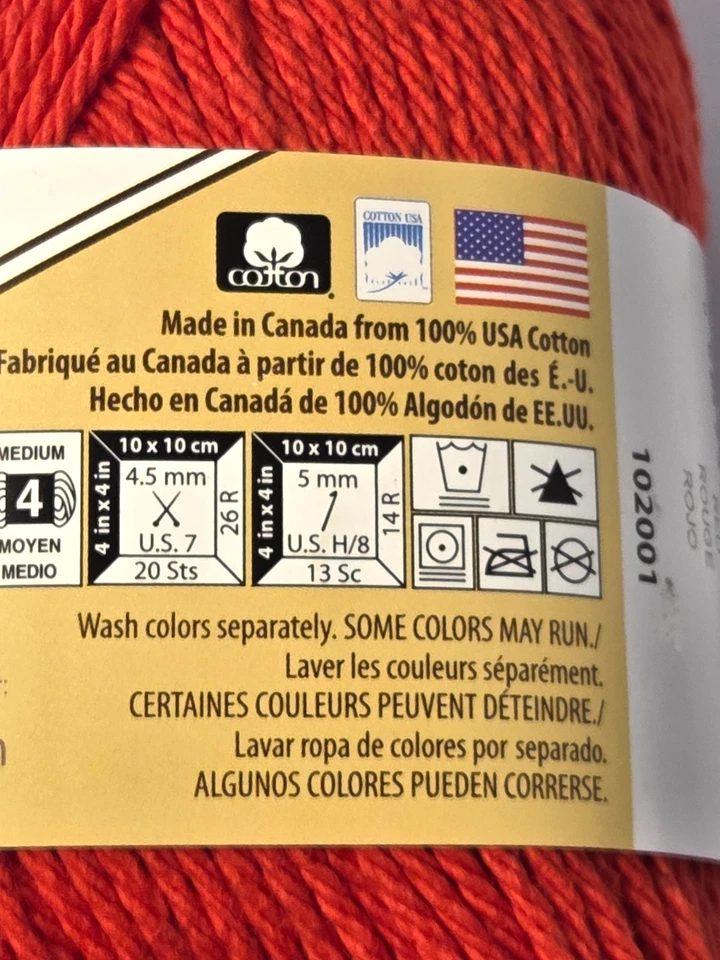 cotton
COTTON USA
Made in Canada from 100% USA Cotton
Fabriqué au Canada à partir de 100% coton des É.-U.
Hecho en Canadá de 100% Algodón de EE.UU.
MEDIUM
4
MOYEN
MEDIO
10 x 10 cm
4 in x 4 in
4.5 mm
U.S. 7
26 R
20 Sts
10 x 10 cm
4 in x 4 in
5 mm
U.S. H/8
14 R
13 Sc
Wash colors separately. SOME COLORS MAY RUN./
Laver les couleurs séparément.
CERTAINES COULEURS PEUVENT DÉTEINDRE./
Lavar ropa de colores por separado.
ALGUNOS COLORES PUEDEN CORRERSE.
102001
ROUGE
ROJO